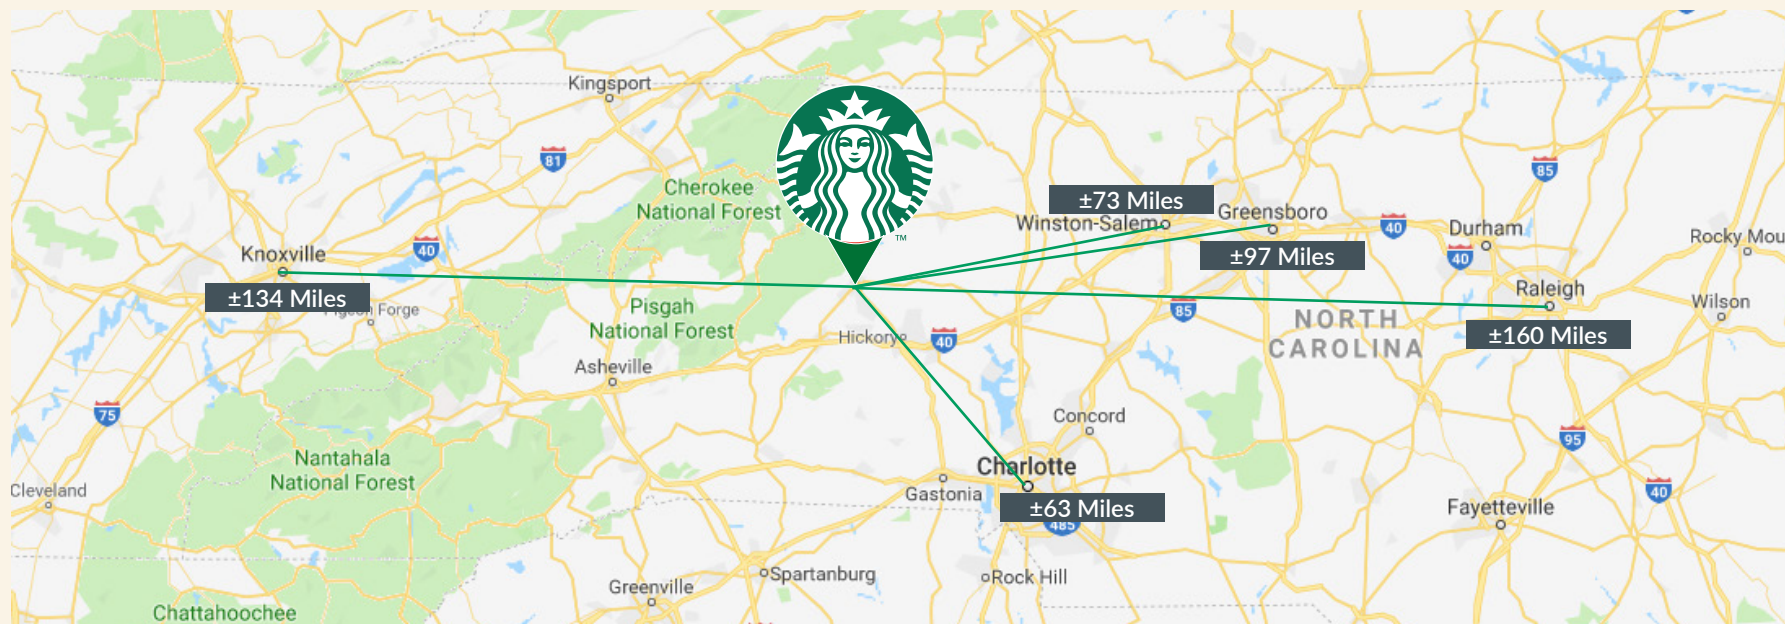 Kingsport
81
Cherokee
National Forest
TM
±73 Miles
Winston-Salem
Greensboro
85
40
Durham
40
Rocky Mou
Knoxville
40
±97 Miles
±134 Miles
Pigeon Forge
Pisgah
National Forest
Raleigh
Wilson
85
NORTH
CAROLINA
±160 Miles
Hickory
40
Asheville
75
Concord
95
Nantahala
National Forest
Charlotte
Cleveland
Gastonia
40
±63 Miles
485
Fayetteville
Spartanburg
Rock Hill
Greenville
Chattahoochee